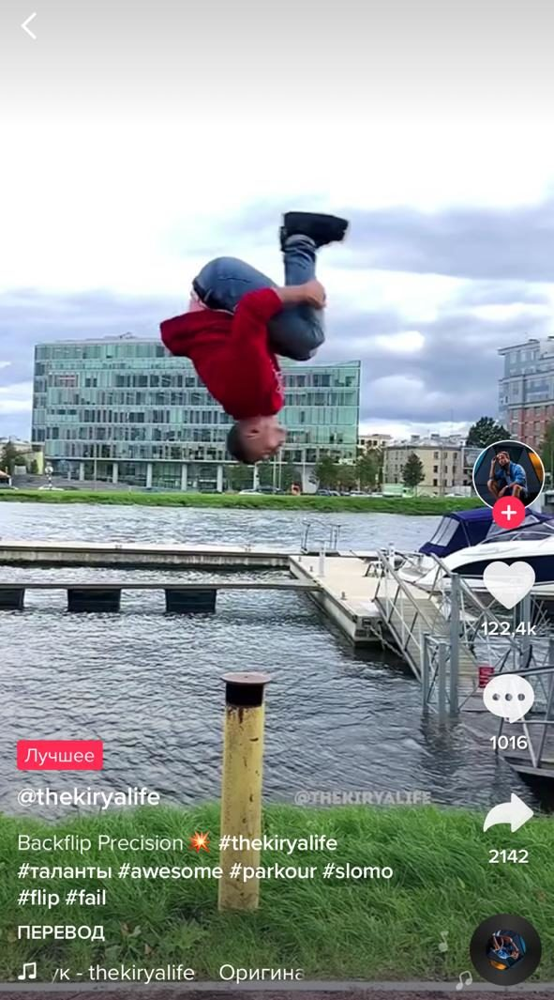 122,4k
1016
Лучшее
@thekiryalife
@THEKIRYALIFE
Backflip Precision 💥 #thekiryalife
2142
#таланты #awesome #parkour #slomo
#flip #fail
ПЕРЕВОД
ук - thekiryalife Оригина